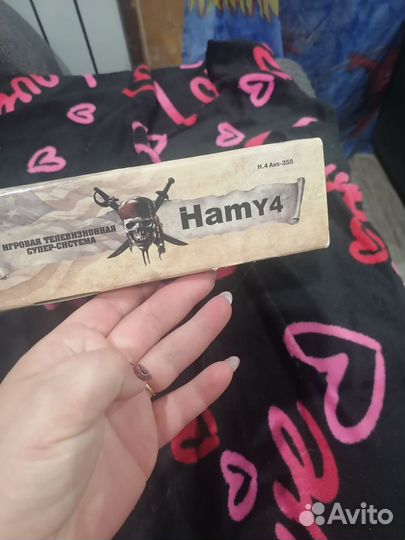 H.4 Ass-350
ИГРОВАЯ ТЕЛЕВИЗИОННАЯ
СУПЕР-СИСТЕМА
HamY4
Avito